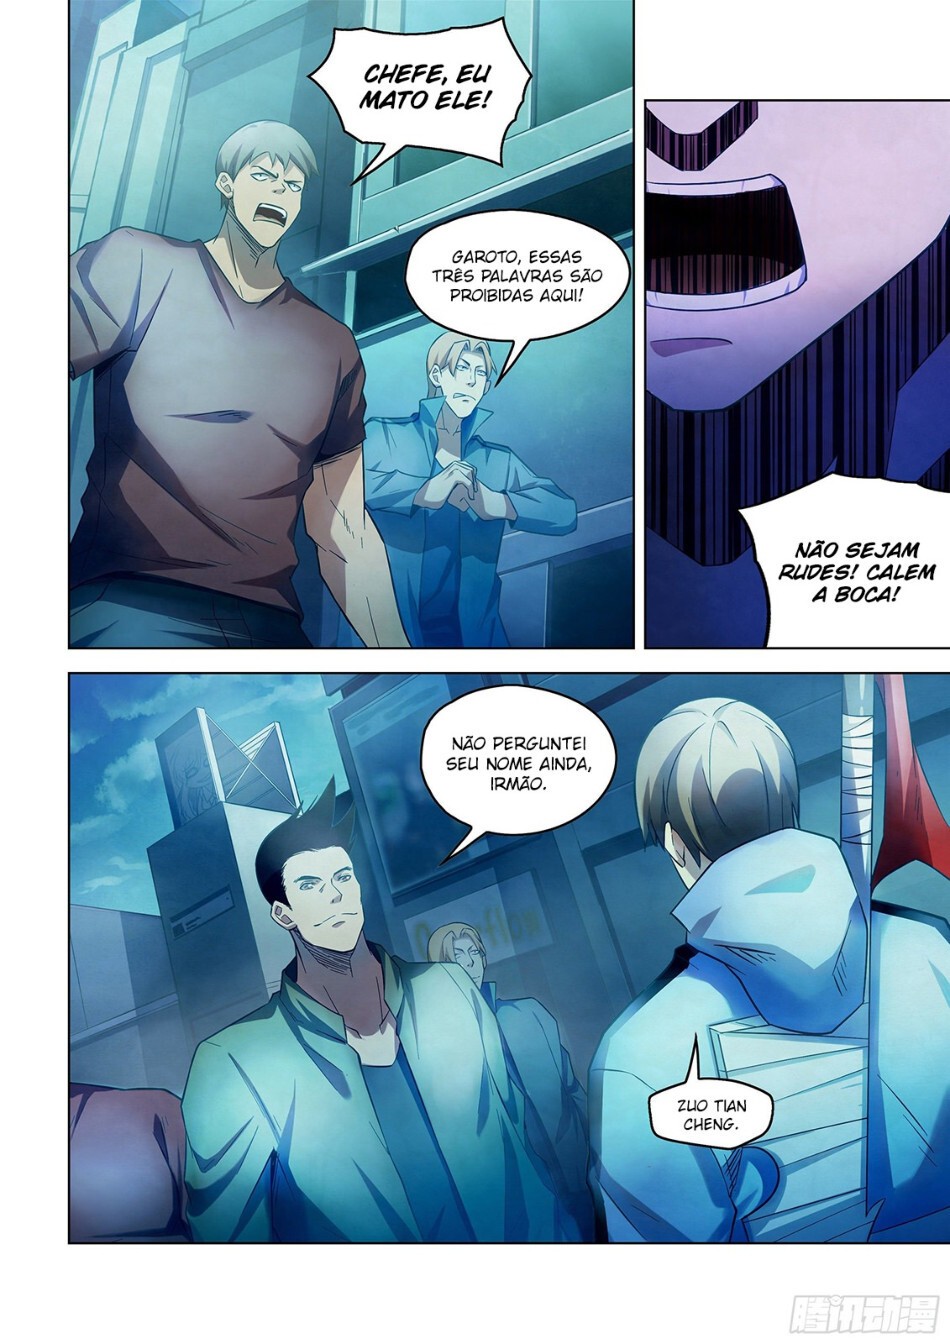 CHEFE, EU
MATO ELE!
GAROTO, ESSAS
TRÊS PALAVRAS SÃO
PROIBIDAS AQUI!
NÃO SEJAM
RUDES! CALEM
A BOCA!
NÃO PERGUNTEI
SEU NOME AINDA,
IRMÃO.
ZUO TIAN
CHENG.
腾讯动漫